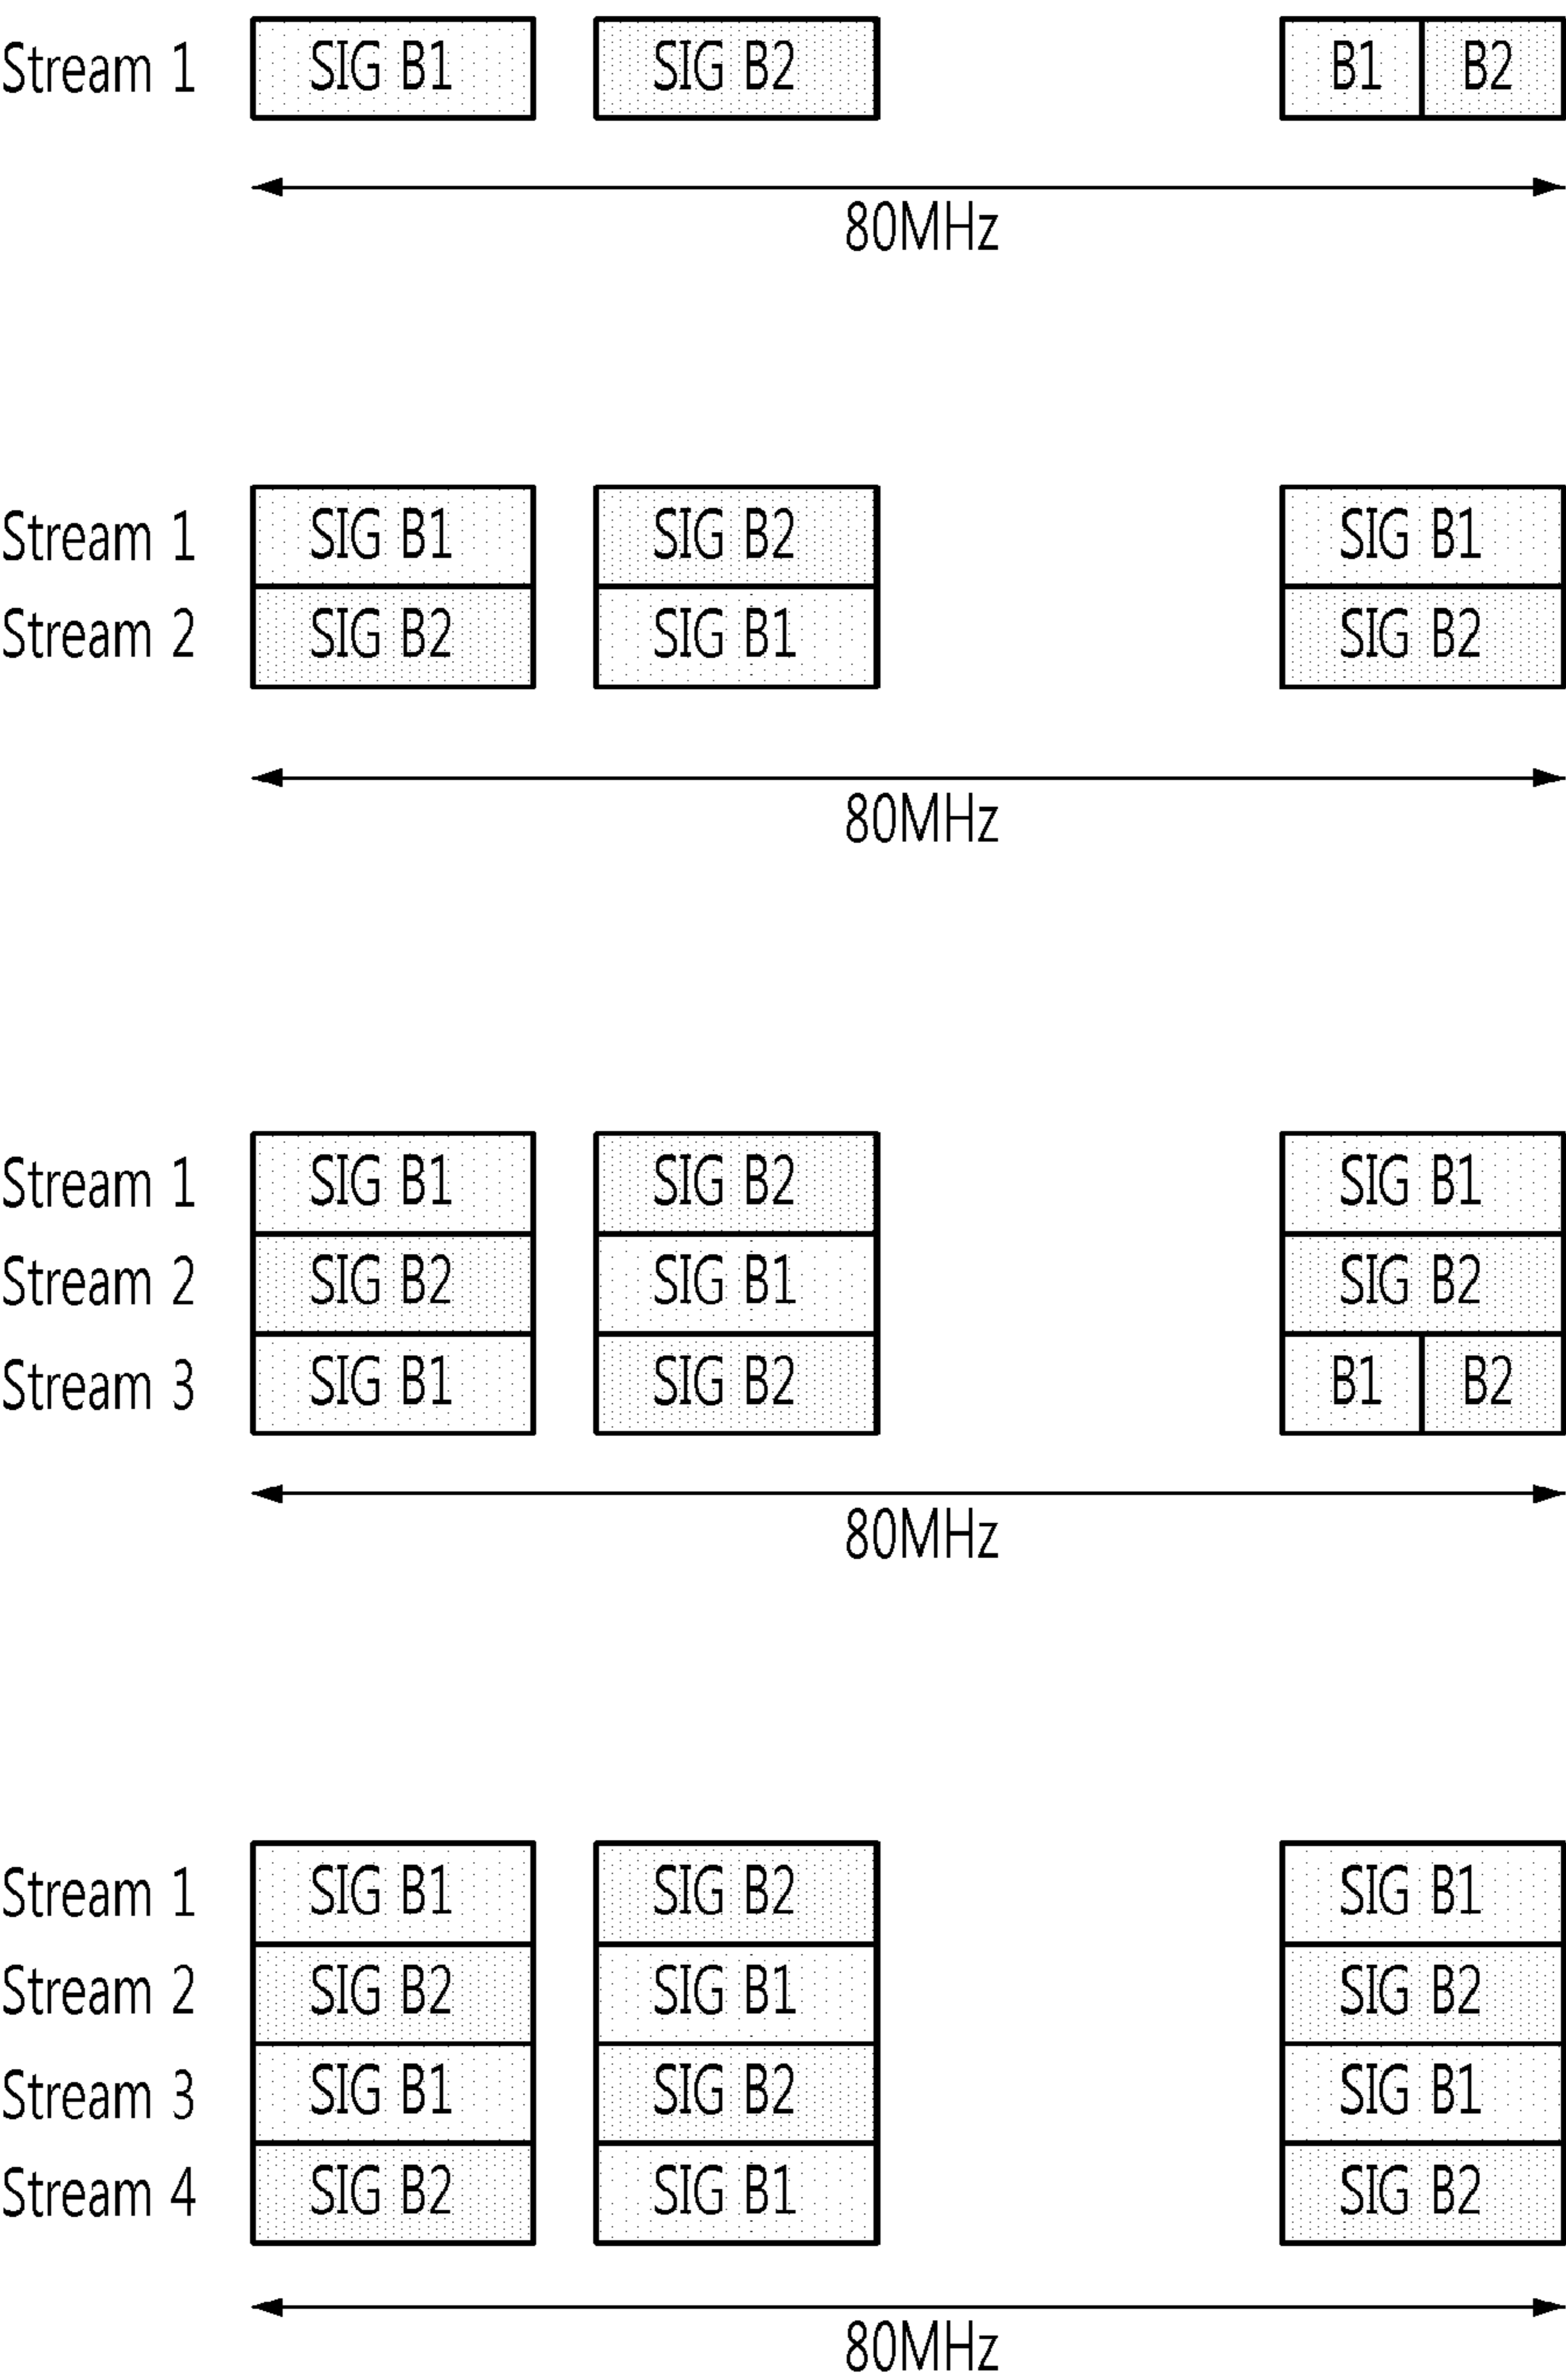 Stream 1 SIG B1 SIG B2 B1 B2
80MHz
Stream 1 SIG B1 SIG B2 SIG B1
Stream 2 SIG B2 SIG B1 SIG B2
80MHz
Stream 1 SIG B1 SIG B2 SIG B1
Stream 2 SIG B2 SIG B1 SIG B2
Stream 3 SIG B1 SIG B2 B1 B2
80MHz
Stream 1 SIG B1 SIG B2 SIG B1
Stream 2 SIG B2 SIG B1 SIG B2
Stream 3 SIG B1 SIG B2 SIG B1
Stream 4 SIG B2 SIG B1 SIG B2
80MHz